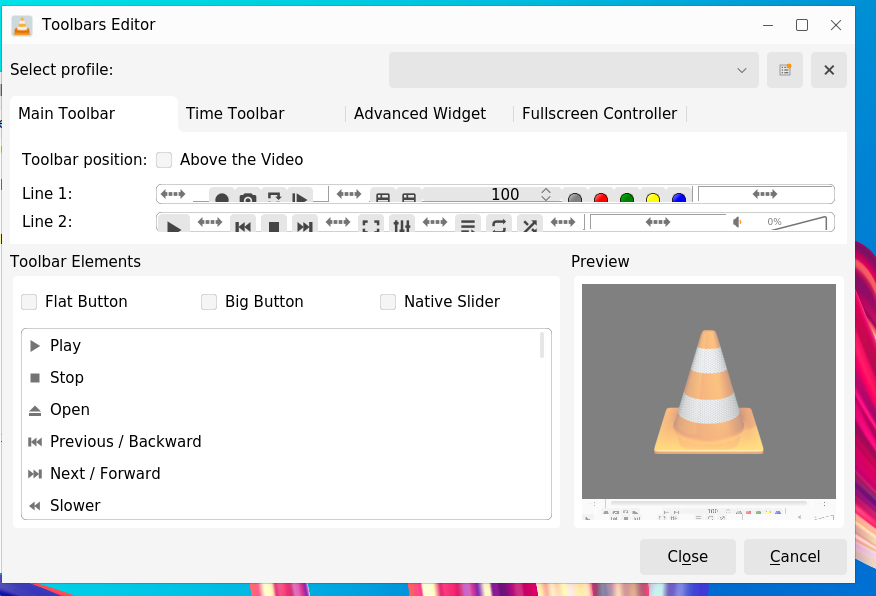 Toolbars Editor
Select profile:
Main Toolbar
Time Toolbar
Advanced Widget
Fullscreen Controller
Toolbar position:
Above the Video
Line 1:
100
Line 2:
0%
Toolbar Elements
Preview
Flat Button
Big Button
Native Slider
Play
Stop
Open
Previous / Backward
Next / Forward
Slower
100
Close
Cancel